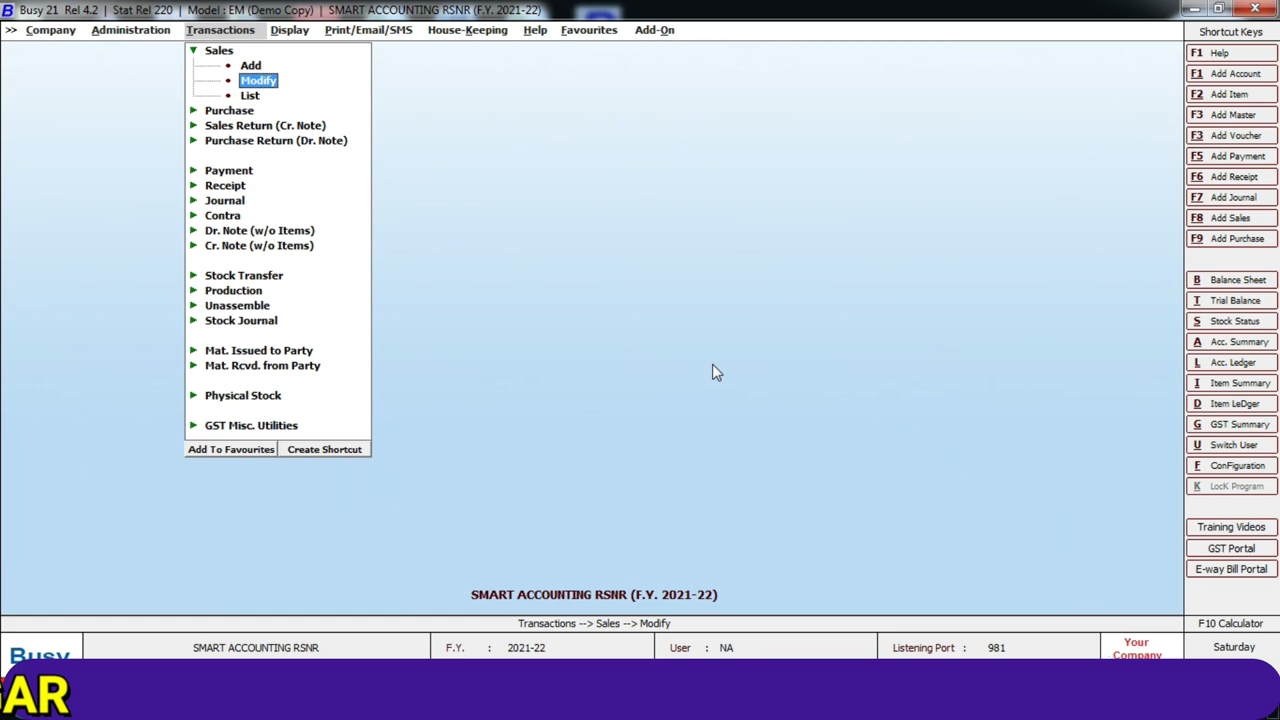 Busy 21 Rel 4.2 | Stat Rel 220 | Model : EM (Demo Copy) | SMART ACCOUNTING RSNR (F.Y. 2021-22)
>> Company Administration Transactions Display Print/Email/SMS House-Keeping Help Favourites Add-On
Sales
Add
Modify
List
Purchase
Sales Return (Cr. Note)
Purchase Return (Dr. Note)
Payment
Receipt
Journal
Contra
Dr. Note (w/o Items)
Cr. Note (w/o Items)
Stock Transfer
Production
Unassemble
Stock Journal
Mat. Issued to Party
Mat. Rcvd. from Party
Physical Stock
GST Misc. Utilities
Add To Favourites Create Shortcut
Shortcut Keys
F1 Help
F1 Add Account
F2 Add Item
F3 Add Master
F3 Add Voucher
F5 Add Payment
F6 Add Receipt
F7 Add Journal
F8 Add Sales
F9 Add Purchase
B Balance Sheet
T Trial Balance
S Stock Status
A Acc. Summary
L Acc. Ledger
I Item Summary
D Item LeDger
G GST Summary
U Switch User
F ConFiguration
K LocK Program
Training Videos
GST Portal
E-way Bill Portal
SMART ACCOUNTING RSNR (F.Y. 2021-22)
Transactions --> Sales --> Modify
F10 Calculator
Busy SMART ACCOUNTING RSNR F.Y. : 2021-22 User : NA Listening Port : 981 Your Company Saturday
GAR